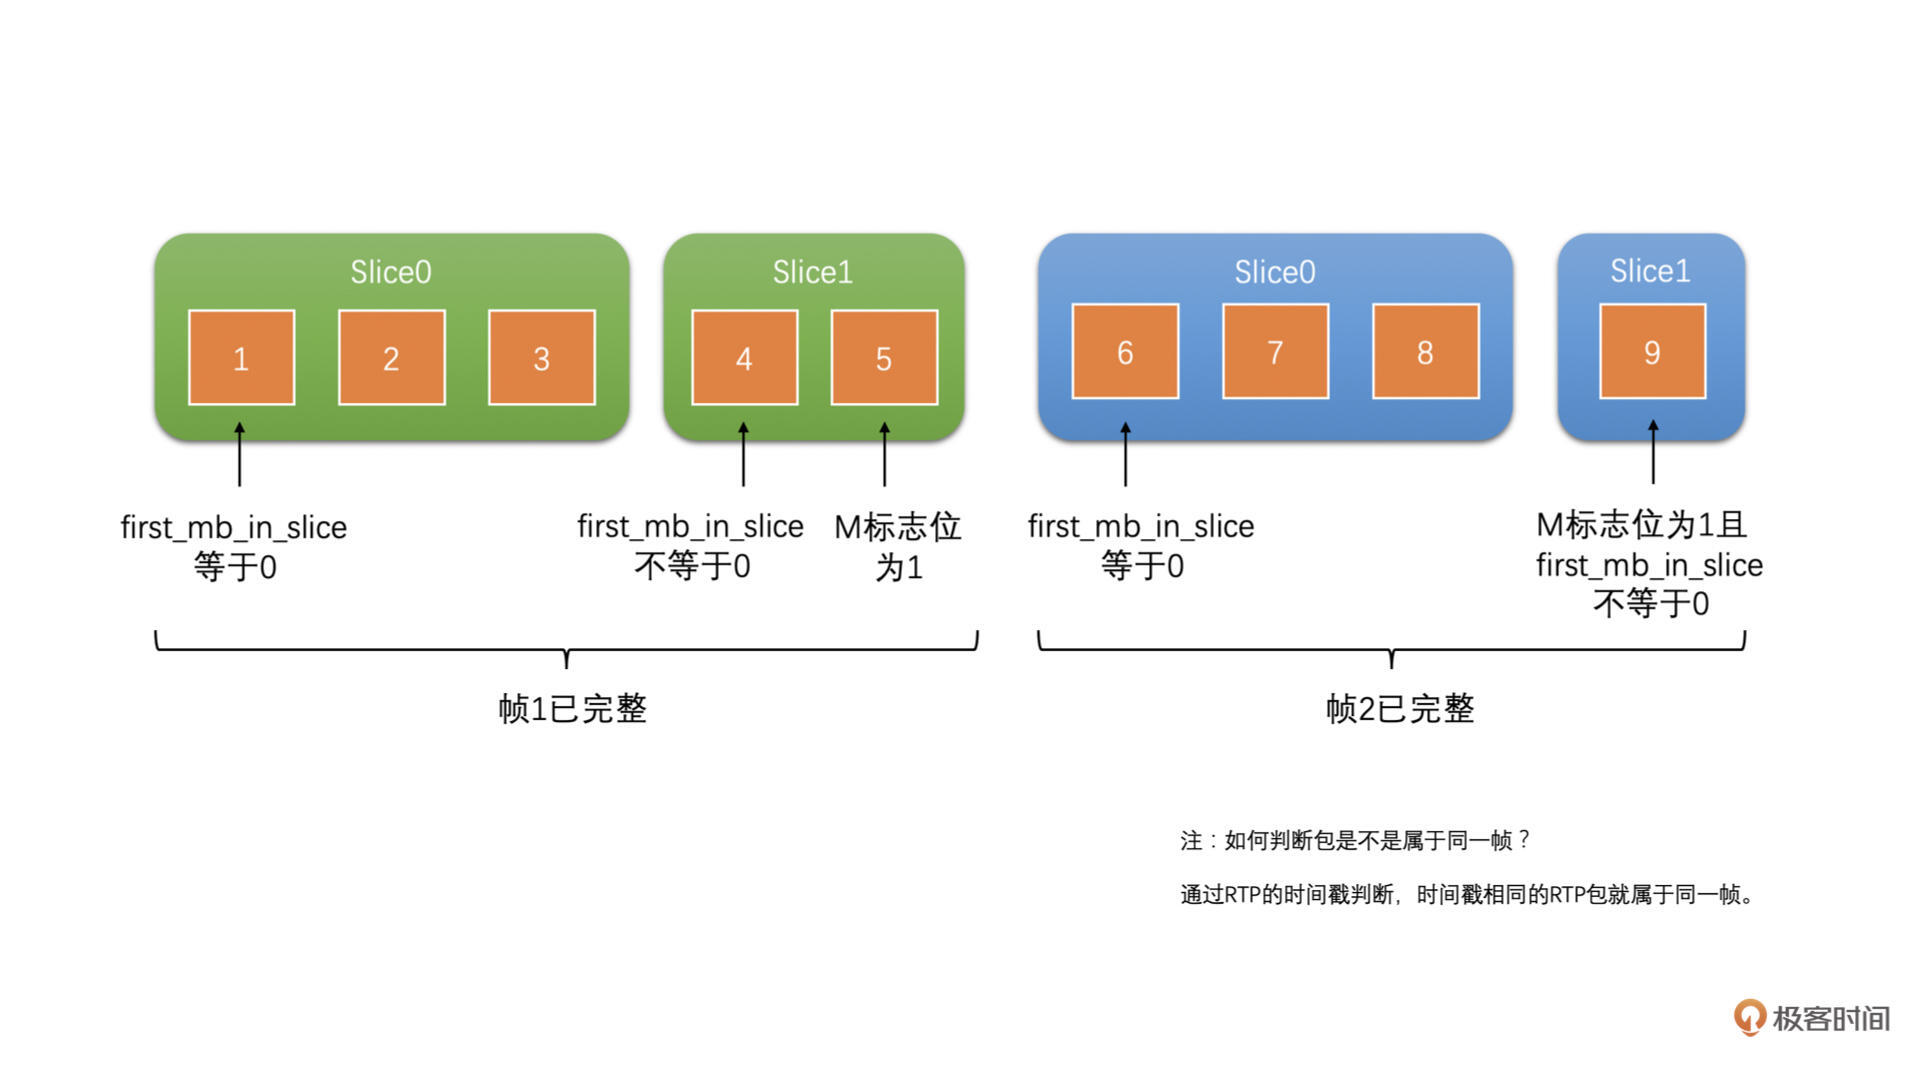 Slice0
1
2
3
Slice1
4
5
Slice0
6
7
8
Slice1
9
first_mb_in_slice
等于0
first_mb_in_slice
不等于0
M标志位
为1
first_mb_in_slice
等于0
M标志位为1且
first_mb_in_slice
不等于0
帧1已完整
帧2已完整
注：如何判断包是不是属于同一帧？
通过RTP的时间戳判断，时间戳相同的RTP包就属于同一帧。
极客时间